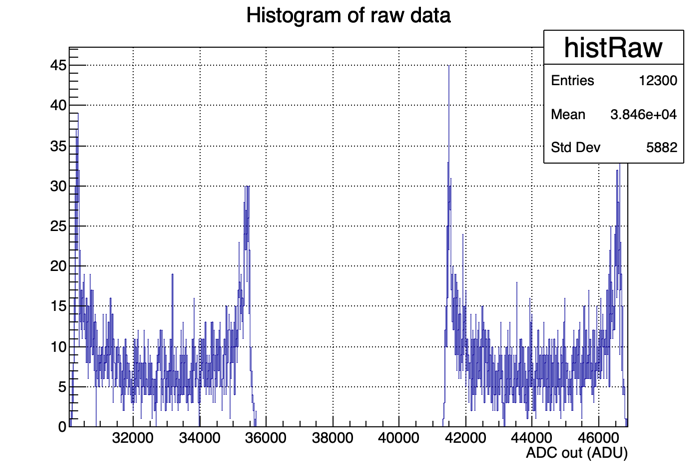 Histogram of raw data
histRaw
Entries 12300
Mean 3.846e+04
Std Dev 5882
45
40
35
30
25
20
15
10
5
0
32000 34000 36000 38000 40000 42000 44000 46000
ADC out (ADU)